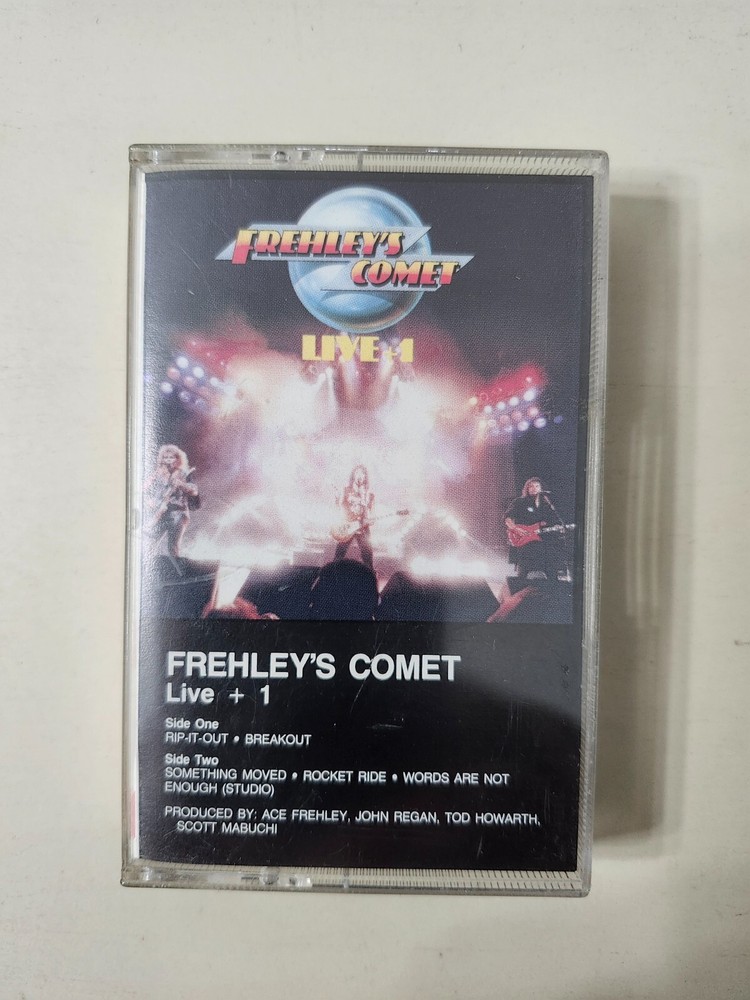 FREHLEY'S
COMET
LIVE+1
FREHLEY'S COMET
Live + 1
Side One
RIP-IT-OUT • BREAKOUT
Side Two
SOMETHING MOVED • ROCKET RIDE • WORDS ARE NOT
ENOUGH (STUDIO)
PRODUCED BY: ACE FREHLEY, JOHN REGAN, TOD HOWARTH,
SCOTT MABUCHI